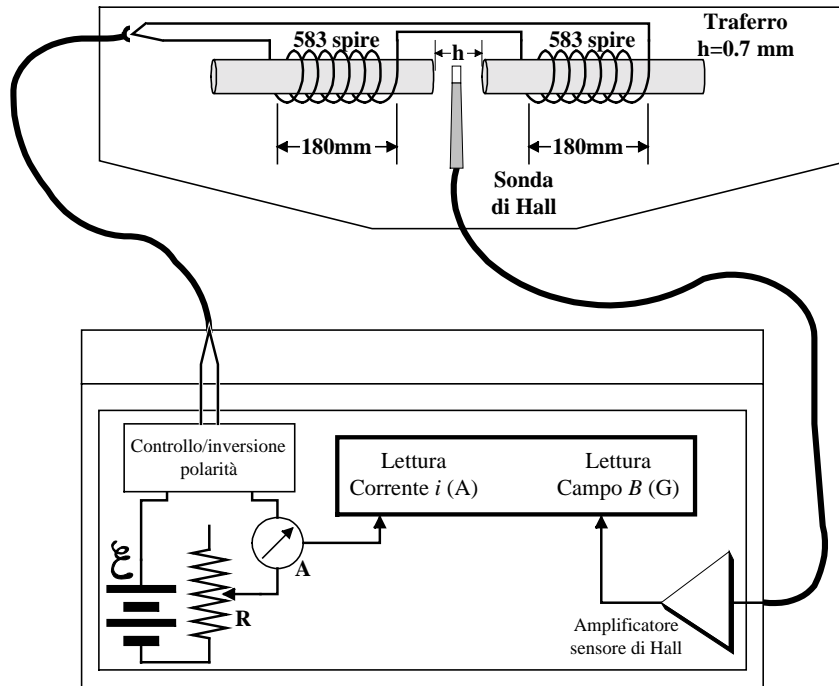 583 spire
h
583 spire
Traferro
h=0.7 mm
180mm
180mm
Sonda
di Hall
Controllo/inversione
polarità
Lettura
Corrente i (A)
Lettura
Campo B (G)
ℰ
A
R
Amplificatore
sensore di Hall